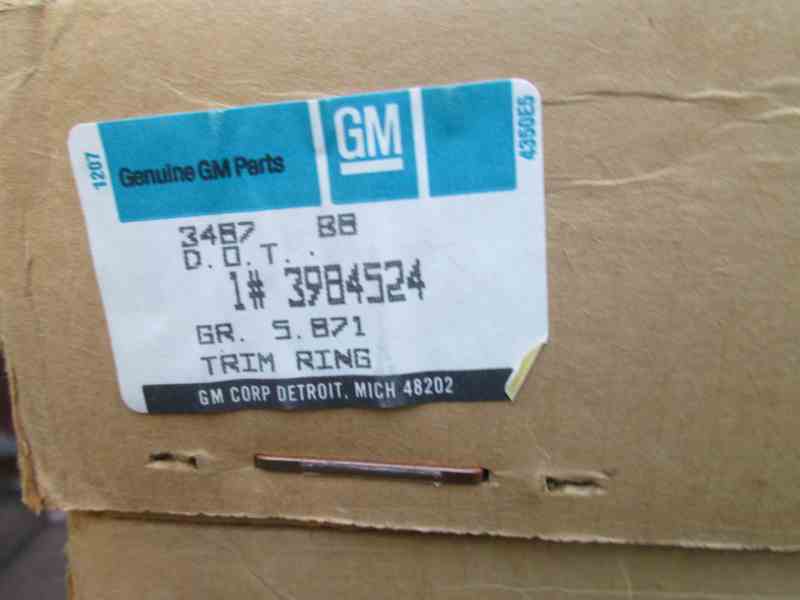 1207
Genuine GM Parts
GM
4350E5
3487 BB
D.O.T..
1# 3984524
GR. 5.871
TRIM RING
GM CORP DETROIT, MICH 48202